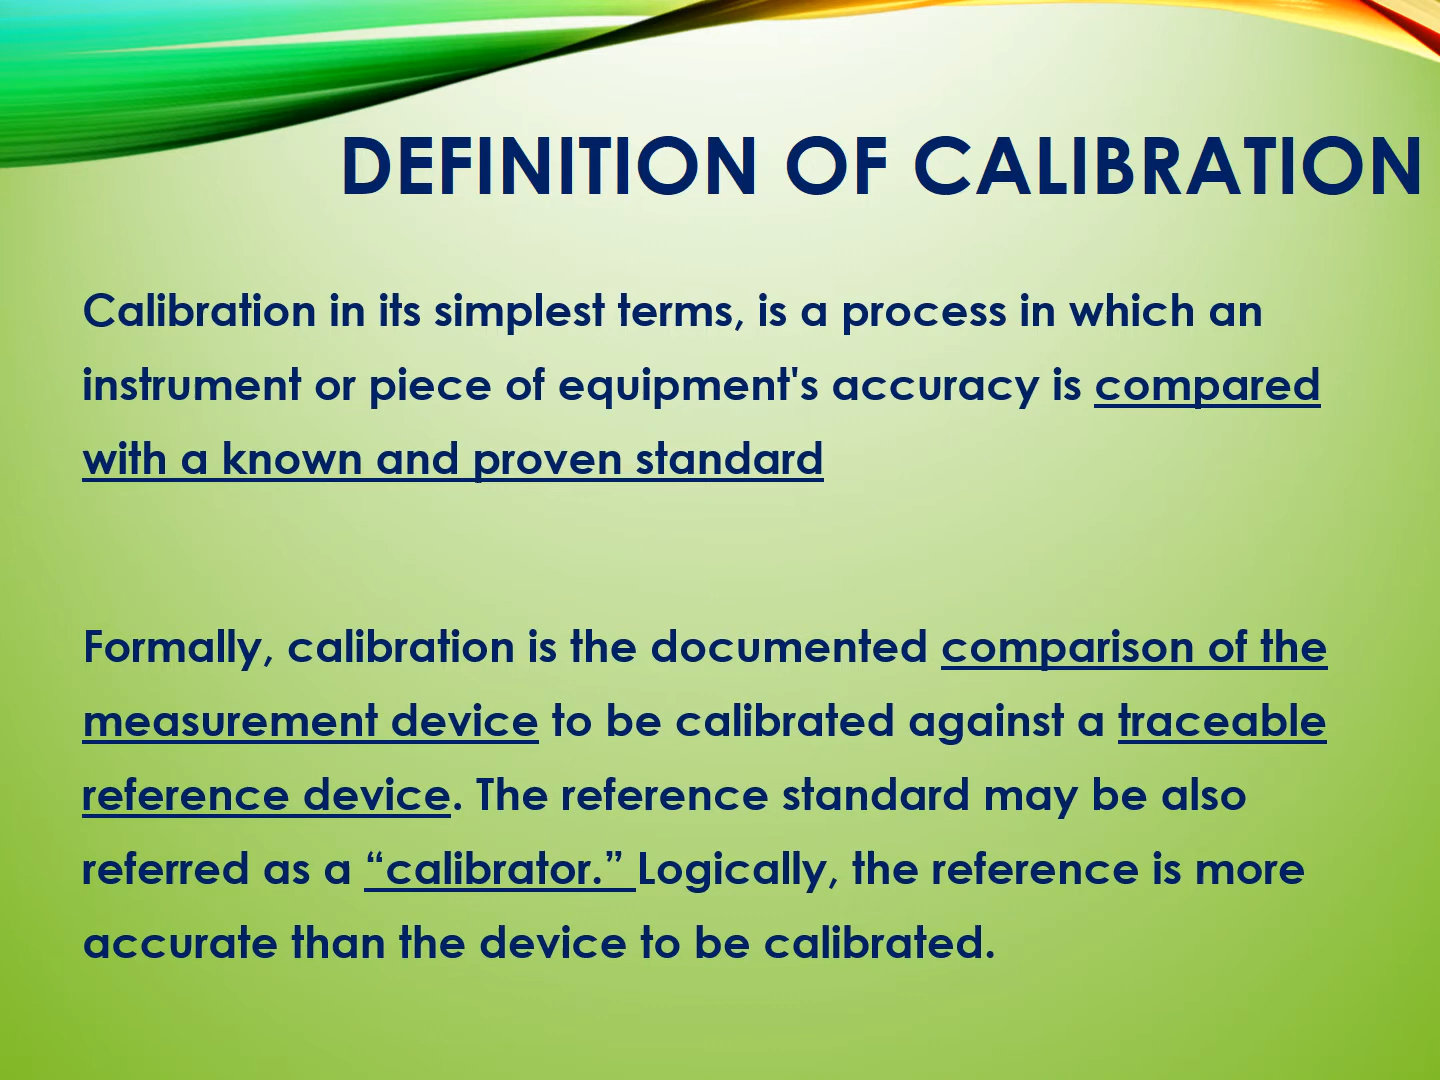 DEFINITION OF CALIBRATION
Calibration in its simplest terms, is a process in which an
instrument or piece of equipment's accuracy is compared
with a known and proven standard
Formally, calibration is the documented comparison of the
measurement device to be calibrated against a traceable
reference device. The reference standard may be also
referred as a “calibrator.” Logically, the reference is more
accurate than the device to be calibrated.